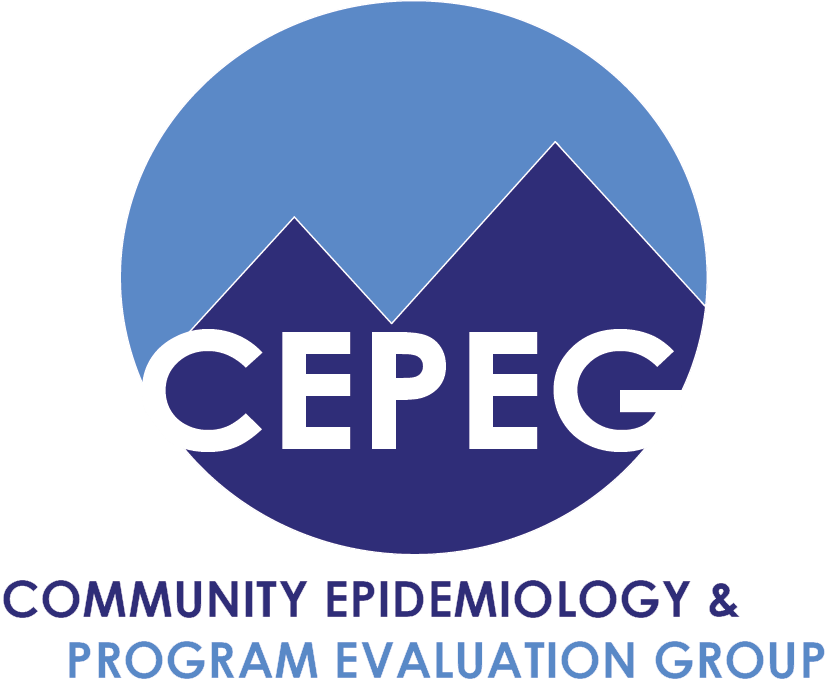 CEPEG
COMMUNITY EPIDEMIOLOGY &
PROGRAM EVALUATION GROUP